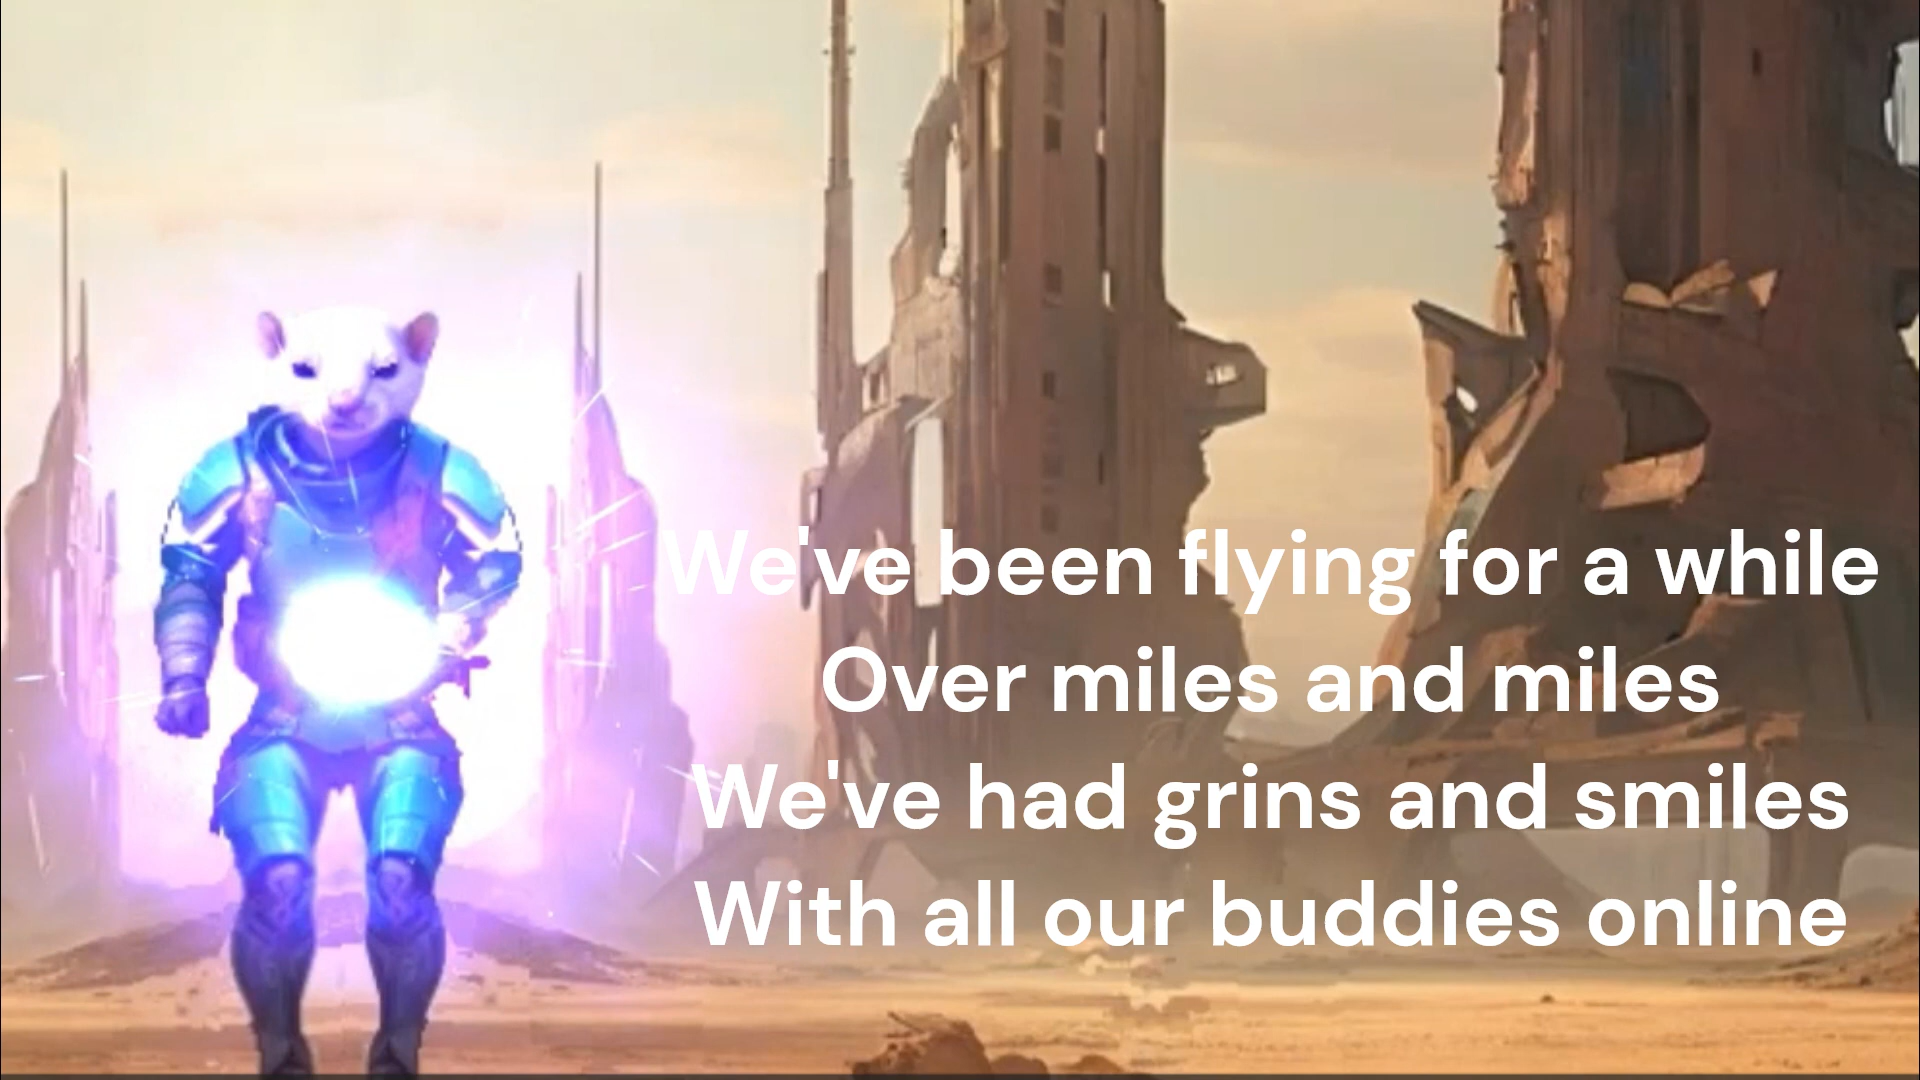 We've been flying for a while
Over miles and miles
We've had grins and smiles
With all our buddies online